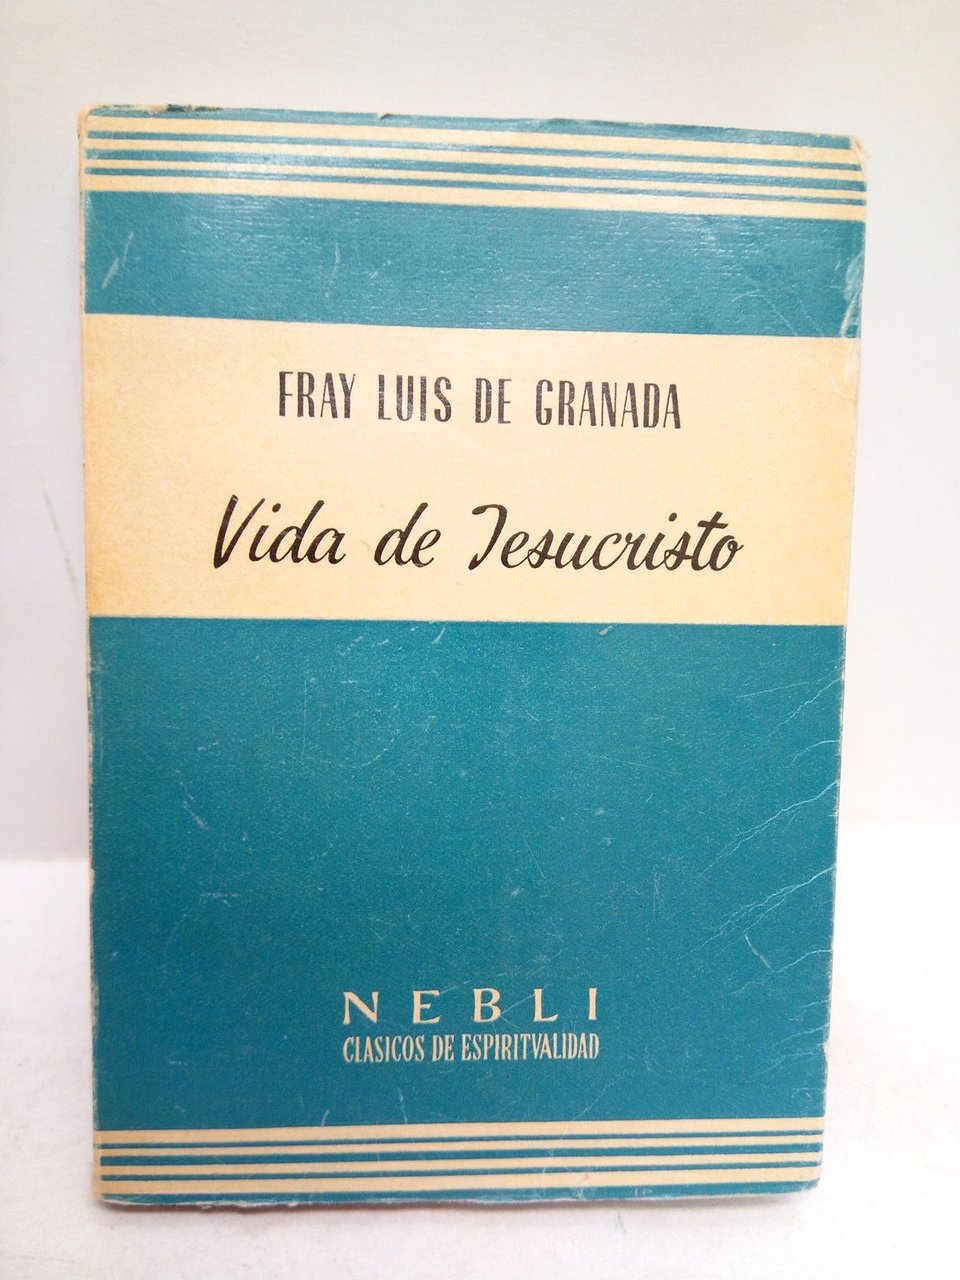 FRAY LUIS DE GRANADA
Vida de Jesucristo
NEBLI
CLASICOS DE ESPIRITVALIDAD